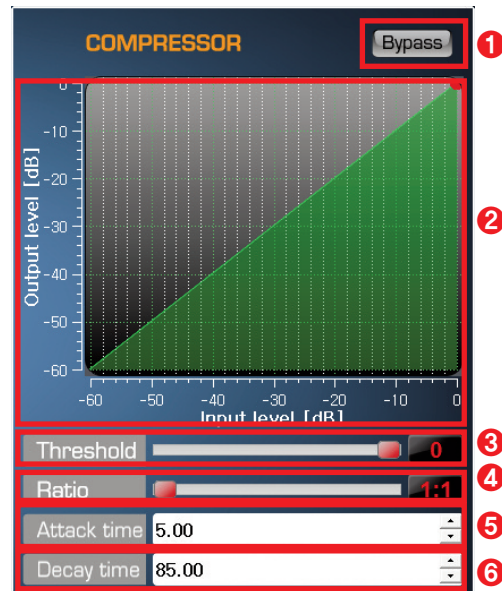 COMPRESSOR
Bypass
1
2
Output level [dB]
0
-10
-20
-30
-40
-50
-60
-60 -50 -40 -30 -20 -10 0
Input level [dB]
Threshold 0
3
Ratio 1:1
4
Attack time 5.00
5
Decay time 85.00
6